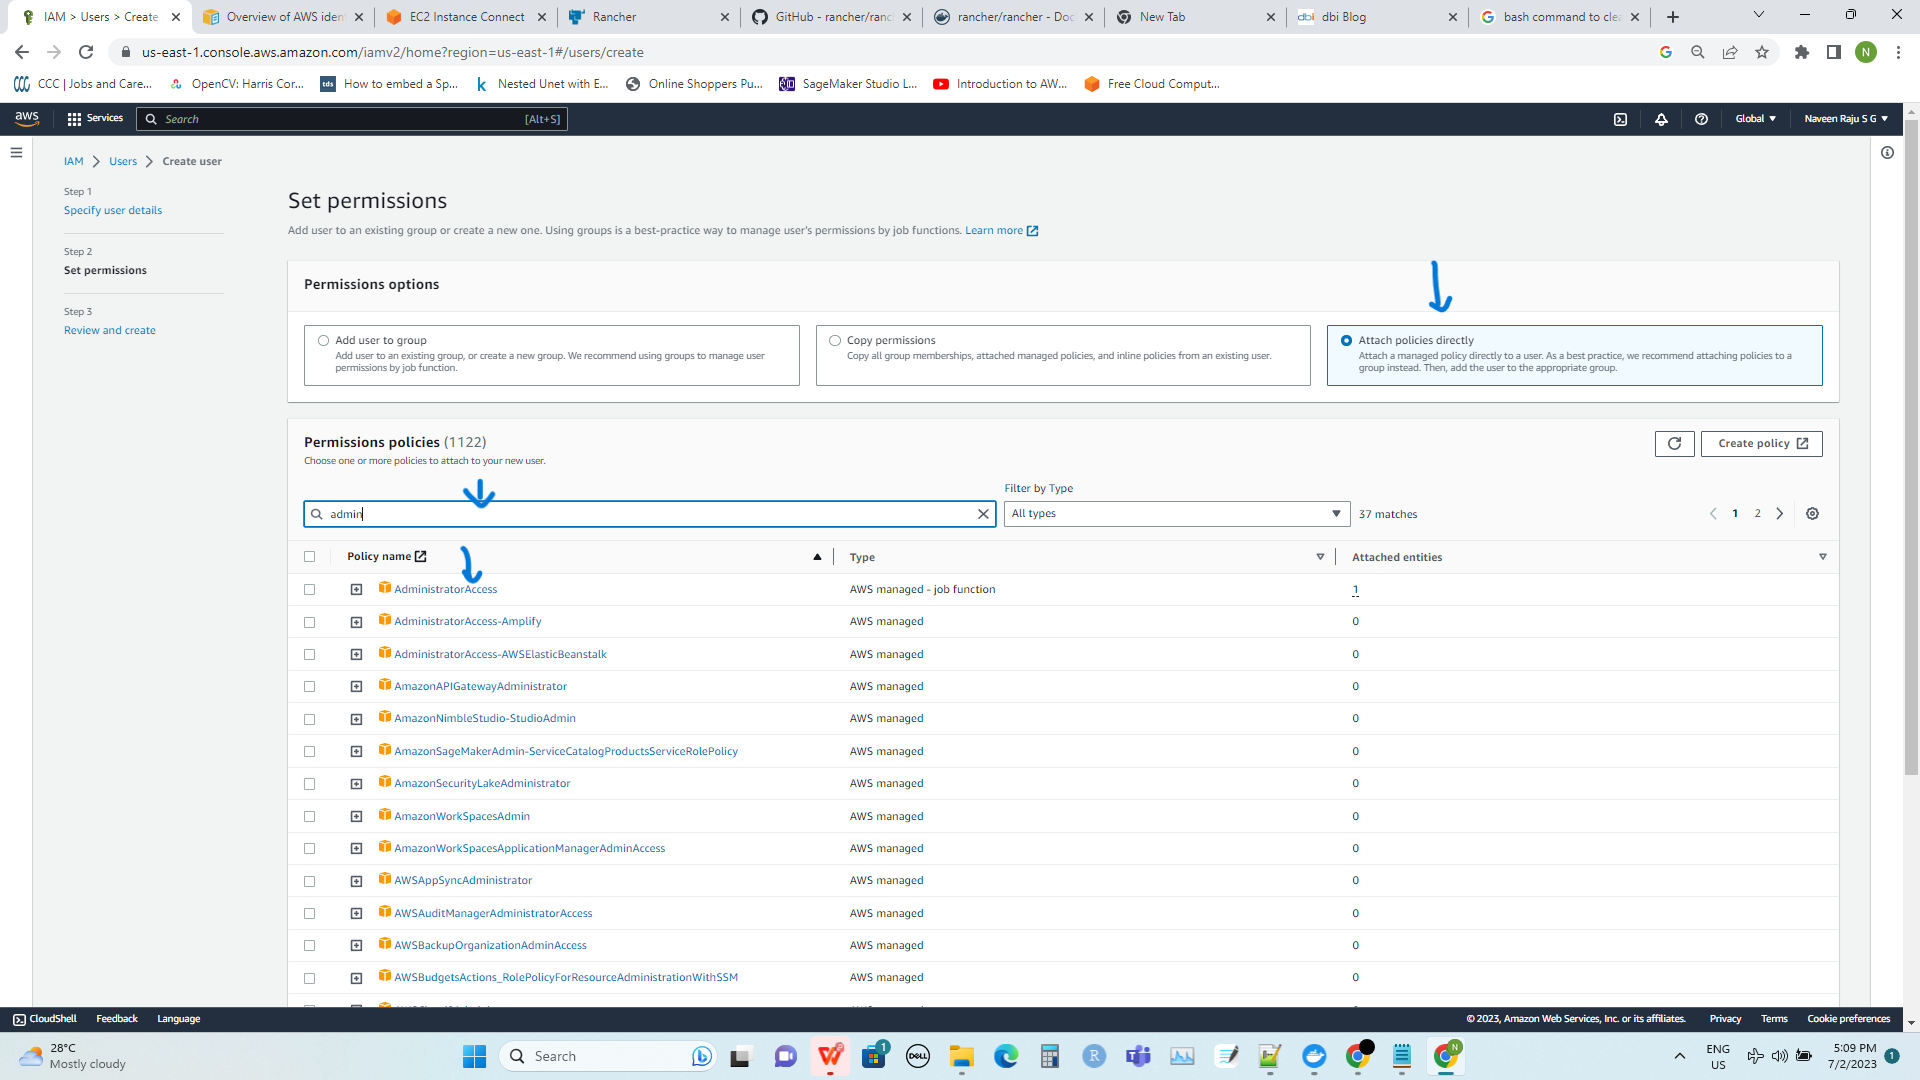 IAM > Users > Create
Overview of AWS iden
EC2 Instance Connect
Rancher
GitHub - rancher/ranc
rancher/rancher - Doc
New Tab
dbi
dbi Blog
bash command to clea
us-east-1.console.aws.amazon.com/iamv2/home?region=us-east-1#/users/create
N
CCC | Jobs and Care...
OpenCV: Harris Cor...
tds
How to embed a Sp...
Nested Unet with E...
Online Shoppers Pu...
SageMaker Studio L...
Introduction to AW...
Free Cloud Comput...
aws
Services
Search
[Alt+S]
Global
Naveen Raju S G
IAM > Users > Create user
Step 1
Specify user details
Step 2
Set permissions
Step 3
Review and create
Set permissions
Add user to an existing group or create a new one. Using groups is a best-practice way to manage user's permissions by job functions. Learn more
Permissions options
Add user to group
Add user to an existing group, or create a new group. We recommend using groups to manage user
permissions by job function.
Copy permissions
Copy all group memberships, attached managed policies, and inline policies from an existing user.
Attach policies directly
Attach a managed policy directly to a user. As a best practice, we recommend attaching policies to a
group instead. Then, add the user to the appropriate group.
Permissions policies (1122)
Choose one or more policies to attach to your new user.
Create policy
Filter by Type
admin
All types
37 matches
1 2
Policy name Type Attached entities
AdministratorAccess AWS managed - job function 1
AdministratorAccess-Amplify AWS managed 0
AdministratorAccess-AWSElasticBeanstalk AWS managed 0
AmazonAPIGatewayAdministrator AWS managed 0
AmazonNimbleStudio-StudioAdmin AWS managed 0
AmazonSageMakerAdmin-ServiceCatalogProductsServiceRolePolicy AWS managed 0
AmazonSecurityLakeAdministrator AWS managed 0
AmazonWorkSpacesAdmin AWS managed 0
AmazonWorkSpacesApplicationManagerAdminAccess AWS managed 0
AWSAppSyncAdministrator AWS managed 0
AWSAuditManagerAdministratorAccess AWS managed 0
AWSBackupOrganizationAdminAccess AWS managed 0
AWSBudgetsActions_RolePolicyForResourceAdministrationWithSSM AWS managed 0
CloudShell Feedback Language
© 2023, Amazon Web Services, Inc. or its affiliates. Privacy Terms Cookie preferences
28°C
Mostly cloudy
Search
1
DELL
R
N
ENG
US
5:09 PM
7/2/2023
1